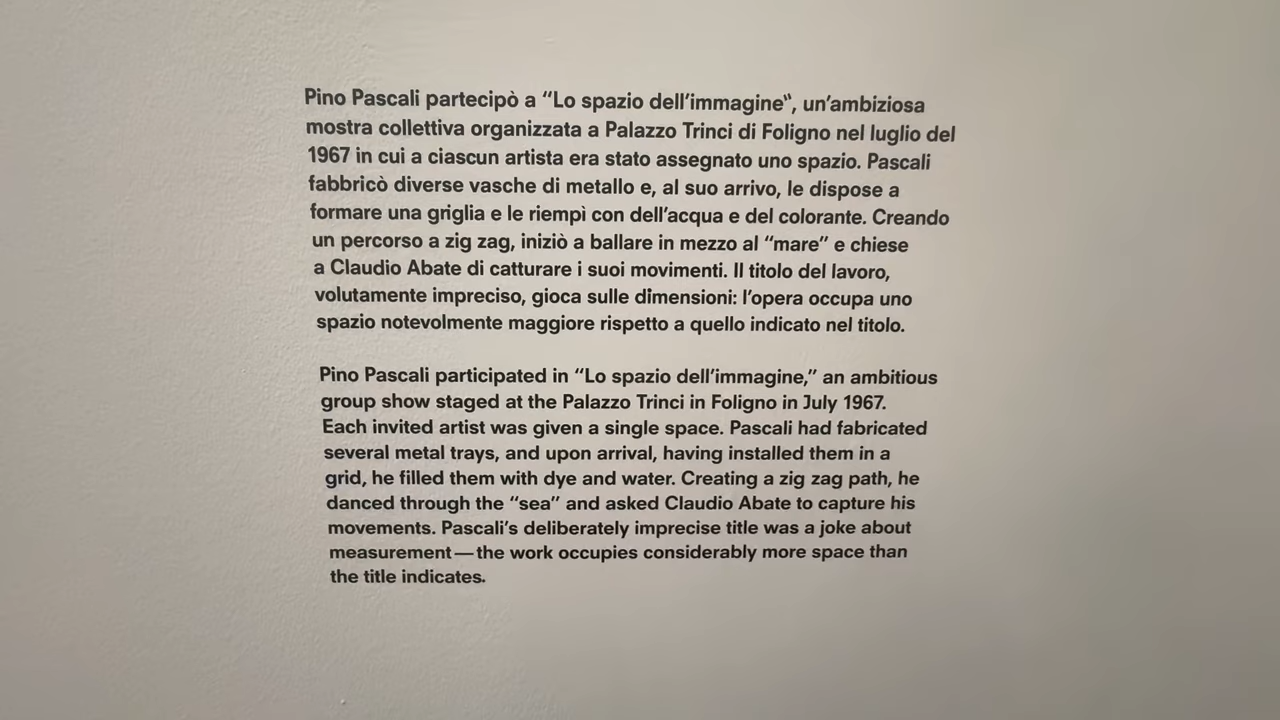 Pino Pascali partecipò a “Lo spazio dell’immagine‟, un’ambiziosa
mostra collettiva organizzata a Palazzo Trinci di Foligno nel luglio del
1967 in cui a ciascun artista era stato assegnato uno spazio. Pascali
fabbricò diverse vasche di metallo e, al suo arrivo, le dispose a
formare una griglia e le riempì con dell’acqua e del colorante. Creando
un percorso a zig zag, iniziò a ballare in mezzo al “mare” e chiese
a Claudio Abate di catturare i suoi movimenti. Il titolo del lavoro,
volutamente impreciso, gioca sulle dimensioni: l’opera occupa uno
spazio notevolmente maggiore rispetto a quello indicato nel titolo.
Pino Pascali participated in “Lo spazio dell’immagine,” an ambitious
group show staged at the Palazzo Trinci in Foligno in July 1967.
Each invited artist was given a single space. Pascali had fabricated
several metal trays, and upon arrival, having installed them in a
grid, he filled them with dye and water. Creating a zig zag path, he
danced through the “sea” and asked Claudio Abate to capture his
movements. Pascali’s deliberately imprecise title was a joke about
measurement—the work occupies considerably more space than
the title indicates.